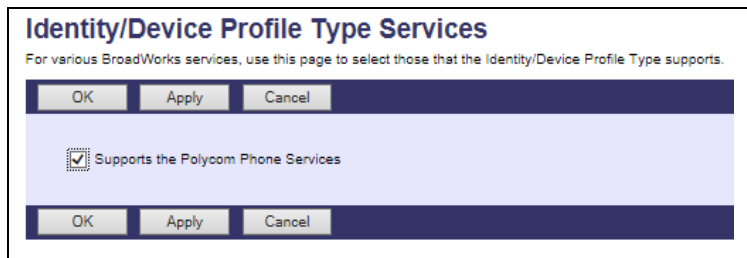 Identity/Device Profile Type Services
For various BroadWorks services, use this page to select those that the Identity/Device Profile Type supports.
OK Apply Cancel
Supports the Polycom Phone Services
OK Apply Cancel